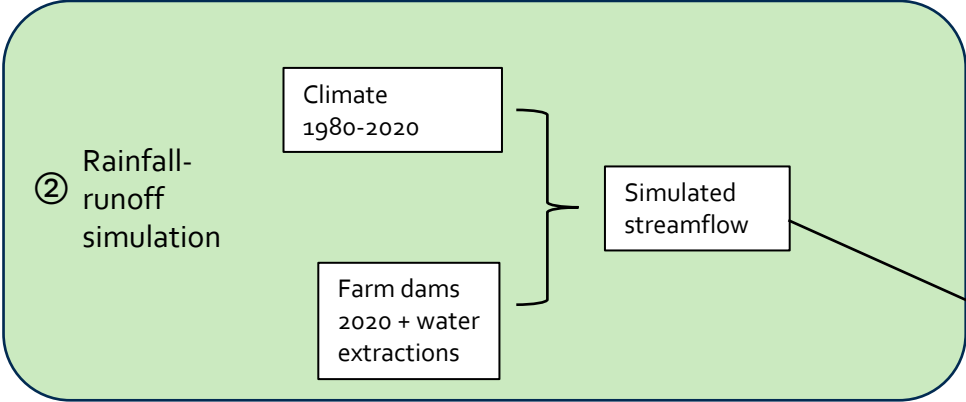 ②
Rainfall-
runoff
simulation
Climate
1980-2020
Farm dams
2020 + water
extractions
Simulated
streamflow